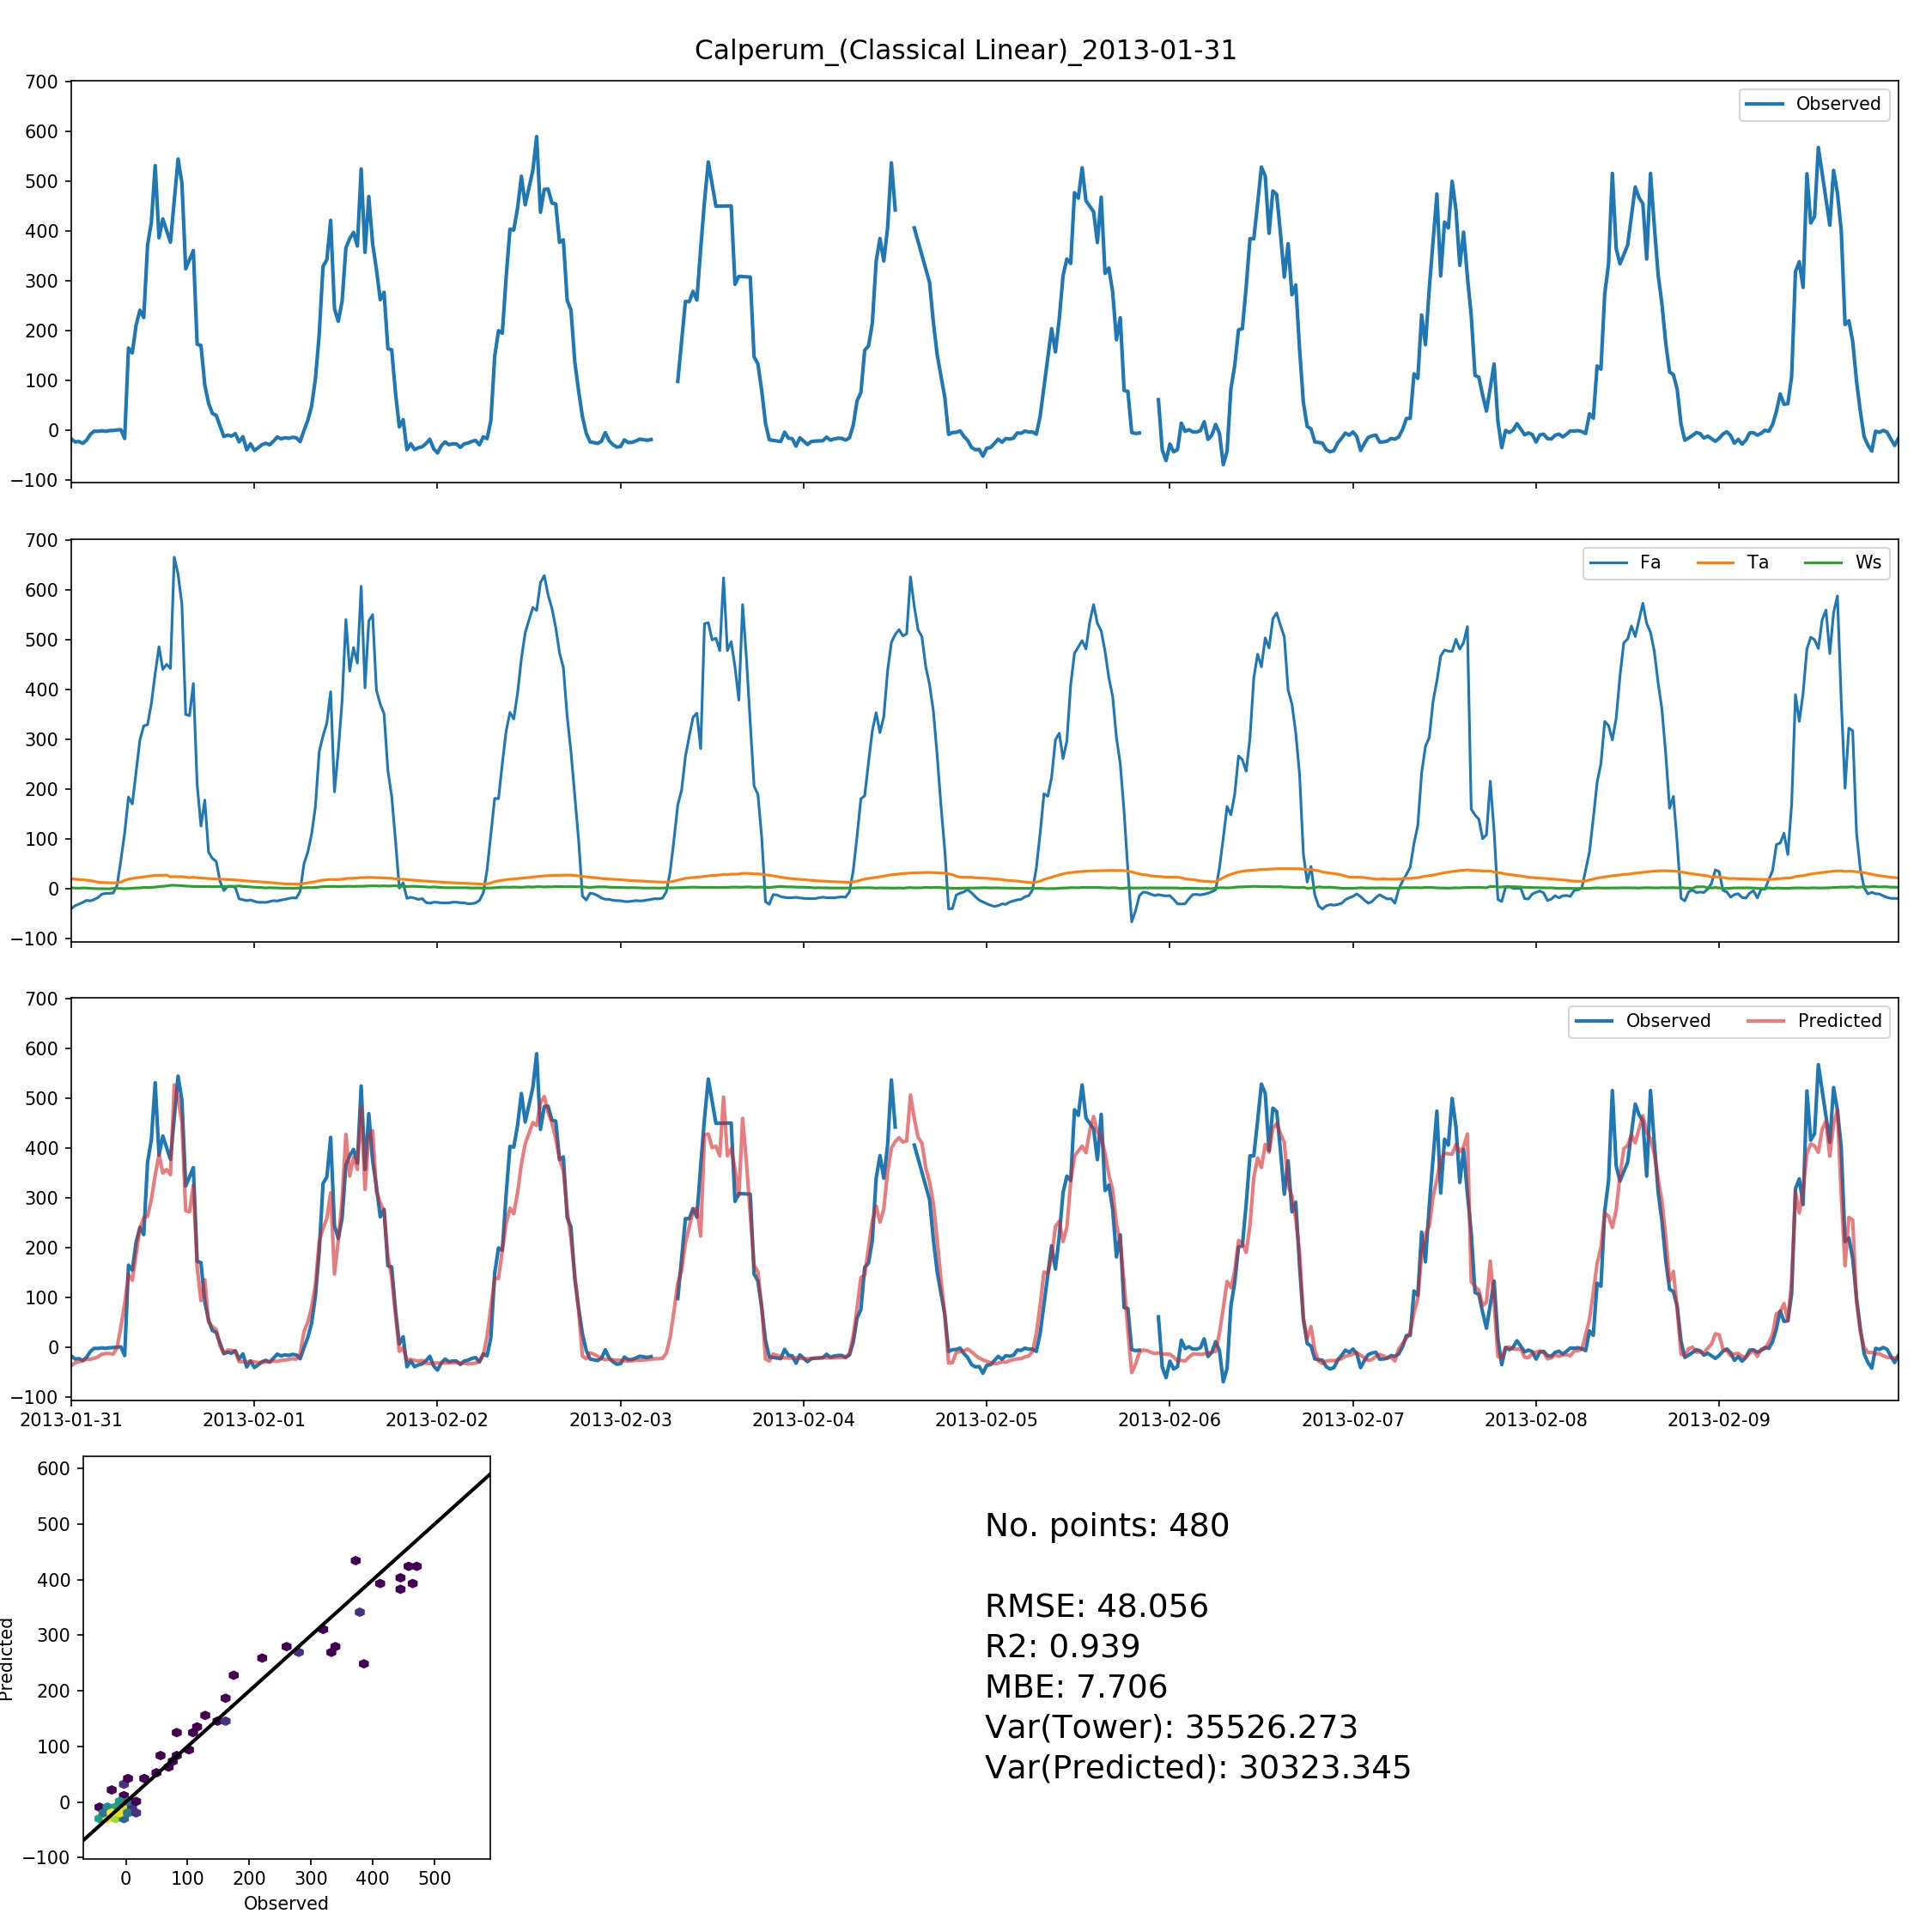 Calperum_(Classical Linear)_2013-01-31
700
600
500
400
300
200
100
0
−100
Observed
700
600
500
400
300
200
100
0
−100
Fa Ta Ws
700
600
500
400
300
200
100
0
−100
Observed Predicted
2013-01-31 2013-02-01 2013-02-02 2013-02-03 2013-02-04 2013-02-05 2013-02-06 2013-02-07 2013-02-08 2013-02-09
600
500
400
300
200
100
0
−100
Predicted
0 100 200 300 400 500
Observed
No. points: 480
RMSE: 48.056
R2: 0.939
MBE: 7.706
Var(Tower): 35526.273
Var(Predicted): 30323.345